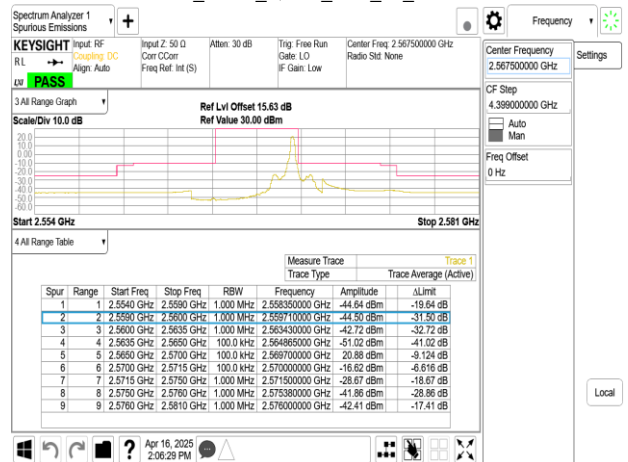 Spectrum Analyzer 1
Spurious Emissions
Frequency
KEYSIGHT
RL
LXI
PASS
Input: RF
Coupling: DC
Align: Auto
Input Z: 50 Ω
Corr CCorr
Freq Ref: Int (S)
Atten: 30 dB
Trig: Free Run
Gate: LO
IF Gain: Low
Center Freq: 2.567500000 GHz
Radio Std: None
Center Frequency
2.567500000 GHz
Settings
CF Step
4.399000000 GHz
Auto
Man
Freq Offset
0 Hz
3 All Range Graph
Scale/Div 10.0 dB
Ref Lvl Offset 15.63 dB
Ref Value 30.00 dBm
20.0
10.0
0.00
-10.0
-20.0
-30.0
-40.0
-50.0
-60.0
Start 2.554 GHz
Stop 2.581 GHz
4 All Range Table
Measure Trace Trace 1
Trace Type Trace Average (Active)
Spur Range Start Freq Stop Freq RBW Frequency Amplitude ΔLimit
1 1 2.5540 GHz 2.5590 GHz 1.000 MHz 2.558350000 GHz -44.64 dBm -19.64 dB
2 2 2.5590 GHz 2.5600 GHz 1.000 MHz 2.559710000 GHz -44.50 dBm -31.50 dB
3 3 2.5600 GHz 2.5635 GHz 1.000 MHz 2.563430000 GHz -42.72 dBm -32.72 dB
4 4 2.5635 GHz 2.5650 GHz 100.0 kHz 2.564865000 GHz -51.02 dBm -41.02 dB
5 5 2.5650 GHz 2.5700 GHz 100.0 kHz 2.569700000 GHz 20.88 dBm -9.124 dB
6 6 2.5700 GHz 2.5715 GHz 100.0 kHz 2.570000000 GHz -16.62 dBm -6.616 dB
7 7 2.5715 GHz 2.5750 GHz 1.000 MHz 2.571500000 GHz -28.67 dBm -18.67 dB
8 8 2.5750 GHz 2.5760 GHz 1.000 MHz 2.575380000 GHz -41.86 dBm -28.86 dB
9 9 2.5760 GHz 2.5810 GHz 1.000 MHz 2.576000000 GHz -42.41 dBm -17.41 dB
Local
Apr 16, 2025
2:06:29 PM